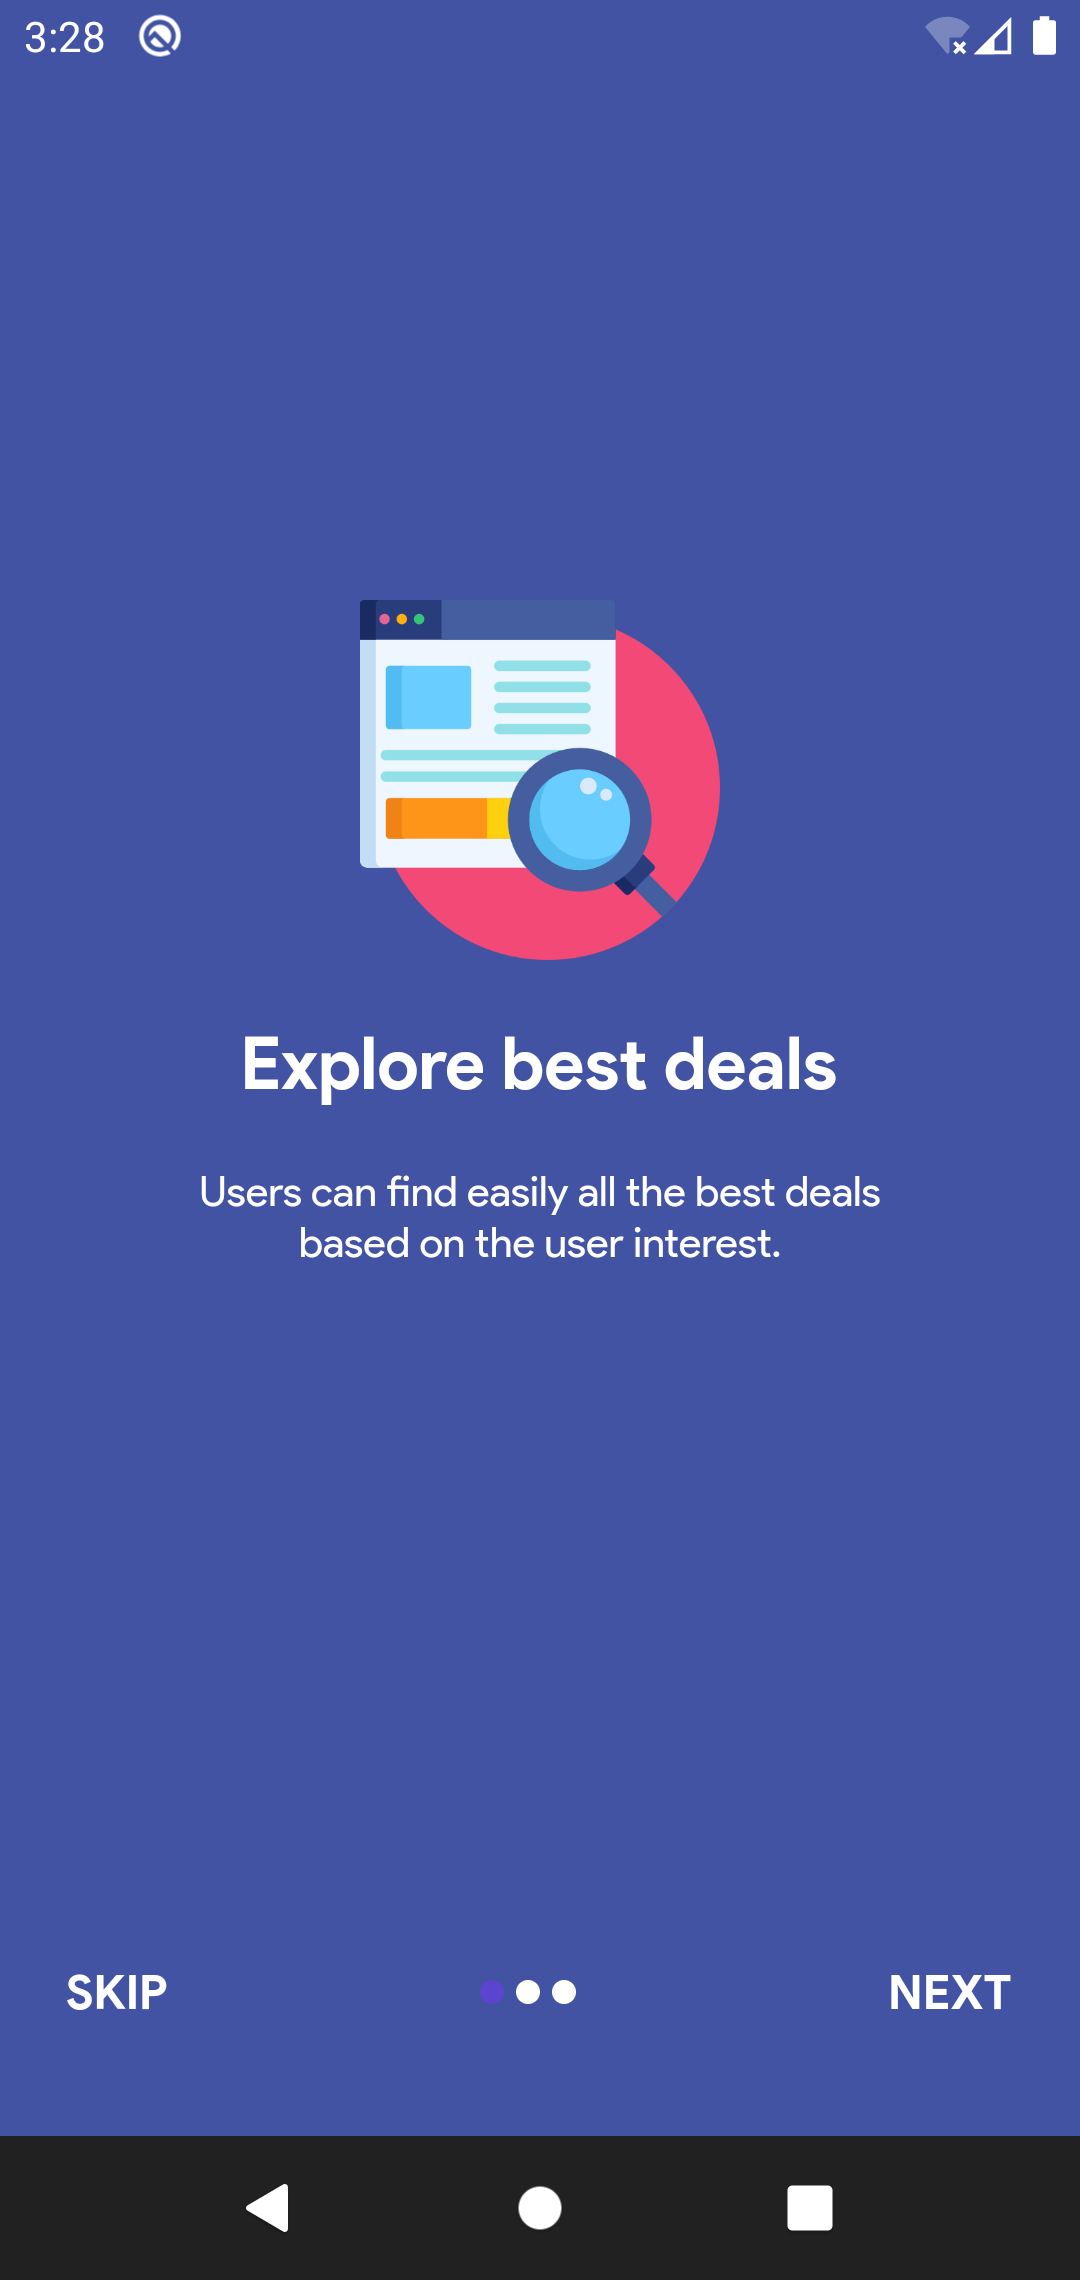 3:28
Explore best deals
Users can find easily all the best deals
based on the user interest.
SKIP
NEXT